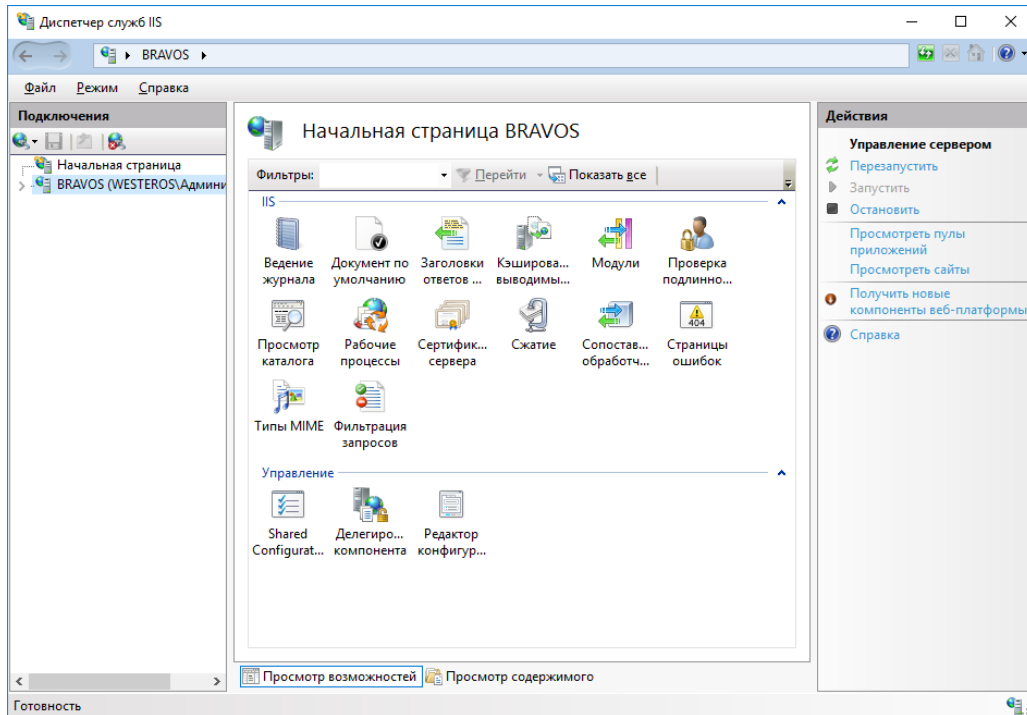 Диспетчер служб IIS
BRAVOS
Файл Режим Справка
Подключения
Начальная страница
BRAVOS (WESTEROS\Админи
Начальная страница BRAVOS
Фильтры: Перейти Показать все
IIS
Ведение журнала
Документ по умолчанию
Заголовки ответов ...
Кэширова... выводимы...
Модули
Проверка подлинно...
Просмотр каталога
Рабочие процессы
Сертифик... сервера
Сжатие
Сопостав... обработч...
404
Страницы ошибок
Типы MIME
Фильтрация запросов
Управление
Shared Configurat...
Делегиро... компонента
Редактор конфигур...
Просмотр возможностей Просмотр содержимого
Действия
Управление сервером
Перезапустить
Запустить
Остановить
Просмотреть пулы
приложений
Просмотреть сайты
Получить новые
компоненты веб-платформы
Справка
Готовность